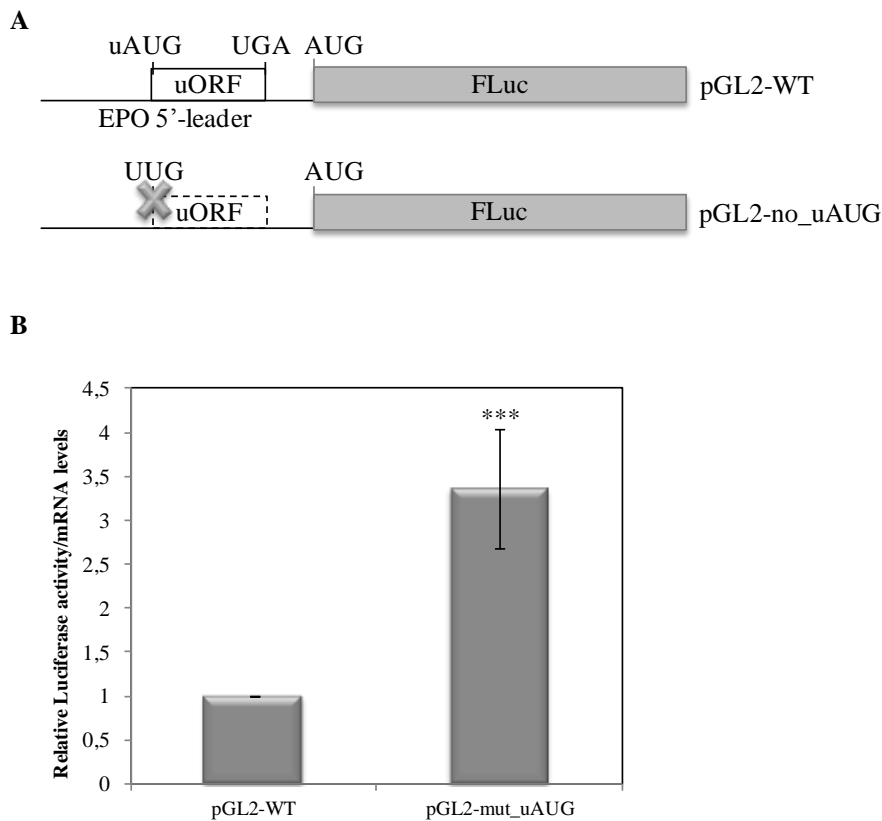 A
uAUG UGA AUG
uORF FLuc pGL2-WT
EPO 5’-leader
UUG AUG
uORF FLuc pGL2-no_uAUG
B
Relative Luciferase activity/mRNA levels
4,5
4
3,5
3
2,5
2
1,5
1
0,5
0
***
pGL2-WT pGL2-mut_uAUG